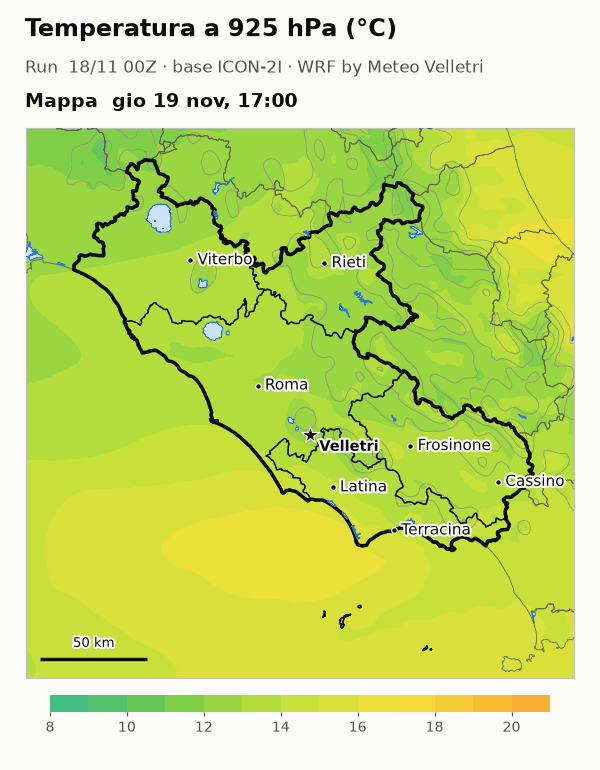 Temperatura a 925 hPa (°C)
Run 18/11 00Z · base ICON-2I · WRF by Meteo Velletri
Mappa gio 19 nov, 17:00
Viterbo
Rieti
Roma
Velletri
Frosinone
Latina
Cassino
Terracina
50 km
8 10 12 14 16 18 20